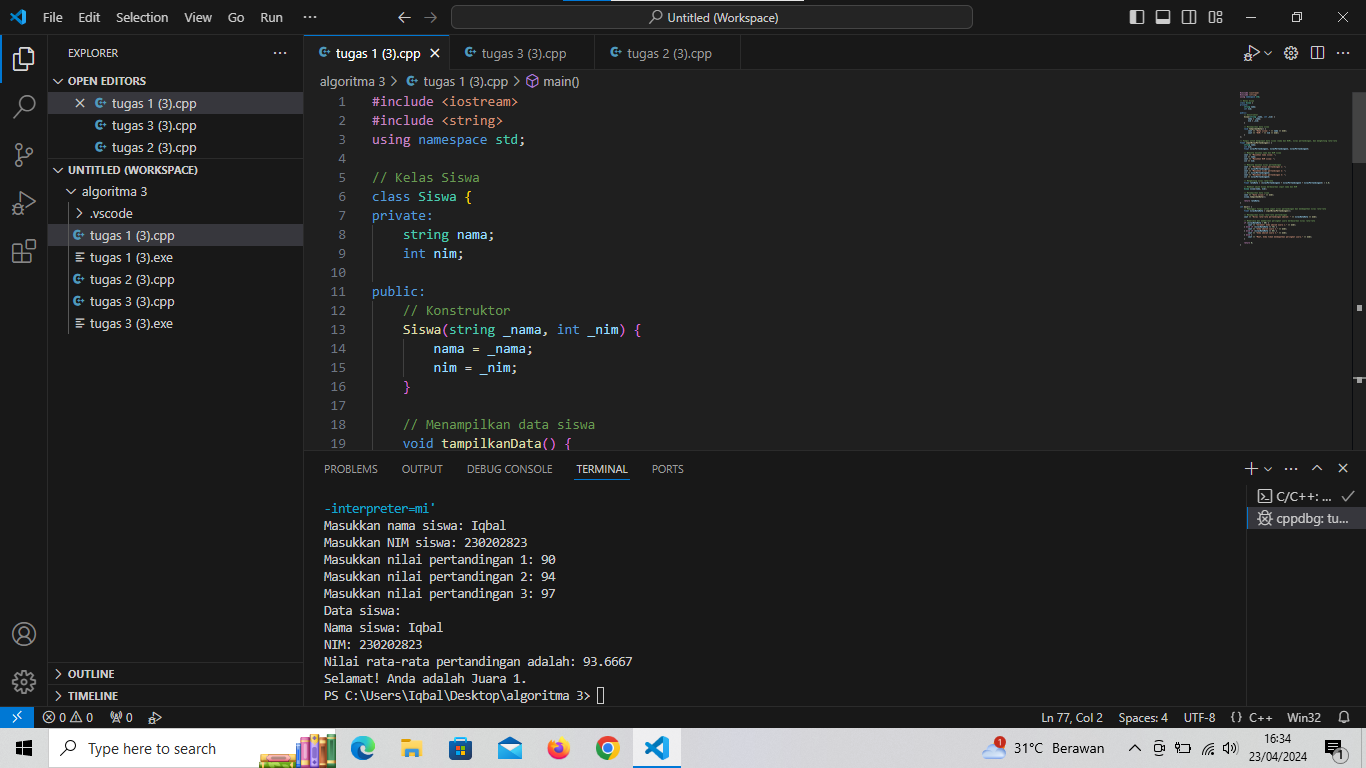 File Edit Selection View Go Run ··· Untitled (Workspace)
EXPLORER ···
OPEN EDITORS
tugas 1 (3).cpp
tugas 3 (3).cpp
tugas 2 (3).cpp
UNTITLED (WORKSPACE)
algoritma 3
.vscode
tugas 1 (3).cpp
tugas 1 (3).exe
tugas 2 (3).cpp
tugas 3 (3).cpp
tugas 3 (3).exe
OUTLINE
TIMELINE
tugas 1 (3).cpp tugas 3 (3).cpp tugas 2 (3).cpp
algoritma 3 > tugas 1 (3).cpp > main()
1 #include <iostream>
2 #include <string>
3 using namespace std;
4
5 // Kelas Siswa
6 class Siswa {
7 private:
8 string nama;
9 int nim;
10
11 public:
12 // Konstruktor
13 Siswa(string _nama, int _nim) {
14 nama = _nama;
15 nim = _nim;
16 }
17
18 // Menampilkan data siswa
19 void tampilkanData() {
PROBLEMS OUTPUT DEBUG CONSOLE TERMINAL PORTS
-interpreter=mi'
Masukkan nama siswa: Iqbal
Masukkan NIM siswa: 230202823
Masukkan nilai pertandingan 1: 90
Masukkan nilai pertandingan 2: 94
Masukkan nilai pertandingan 3: 97
Data siswa:
Nama siswa: Iqbal
NIM: 230202823
Nilai rata-rata pertandingan adalah: 93.6667
Selamat! Anda adalah Juara 1.
PS C:\Users\Iqbal\Desktop\algoritma 3>
C/C++: ...
cppdbg: tu...
0 0 0 Ln 77, Col 2 Spaces: 4 UTF-8 {} C++ Win32
Type here to search 1 31°C Berawan 16:34
23/04/2024 1